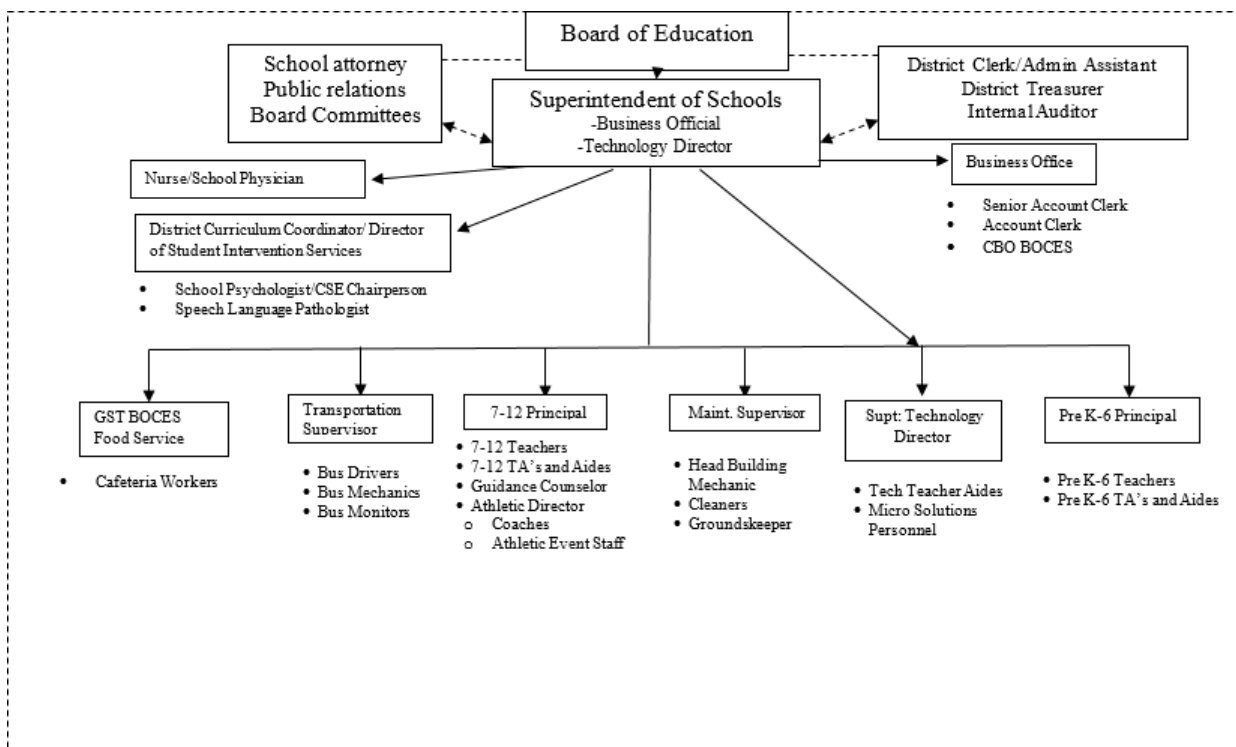 Board of Education
School attorney
Public relations
Board Committees
District Clerk/Admin Assistant
District Treasurer
Internal Auditor
Superintendent of Schools
-Business Official
-Technology Director
Nurse/School Physician
Business Office
• Senior Account Clerk
• Account Clerk
• CBO BOCES
District Curriculum Coordinator/ Director
of Student Intervention Services
• School Psychologist/CSE Chairperson
• Speech Language Pathologist
GST BOCES
Food Service
• Cafeteria Workers
Transportation
Supervisor
• Bus Drivers
• Bus Mechanics
• Bus Monitors
7-12 Principal
• 7-12 Teachers
• 7-12 TA's and Aides
• Guidance Counselor
• Athletic Director
o Coaches
o Athletic Event Staff
Maint. Supervisor
• Head Building
Mechanic
• Cleaners
• Groundskeeper
Supt: Technology
Director
• Tech Teacher Aides
• Micro Solutions
Personnel
Pre K-6 Principal
• Pre K-6 Teachers
• Pre K-6 TA's and Aides